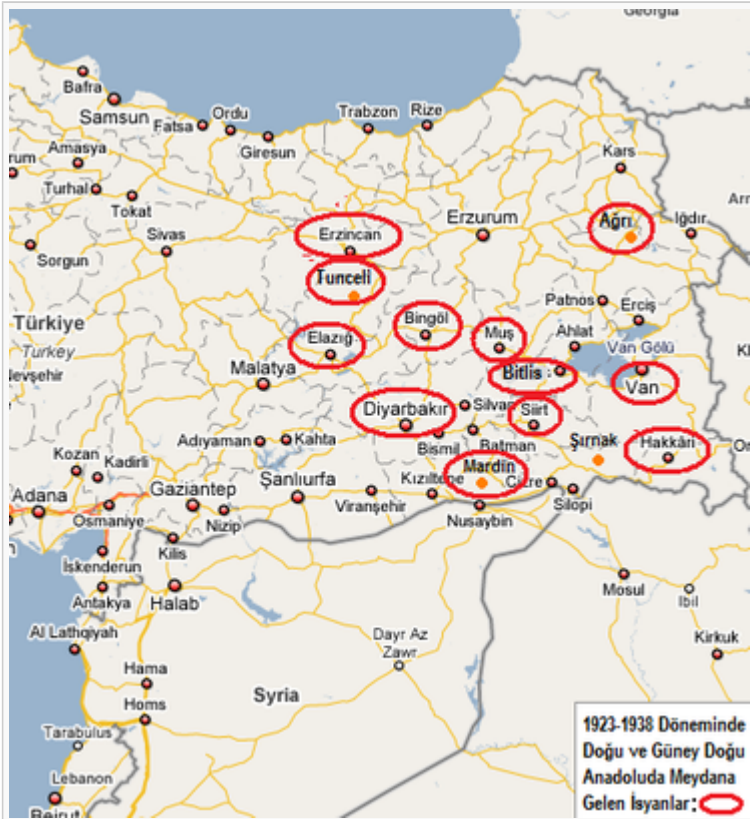 Georgia
Bafra
Samsun
Fatsa
Ordu
Giresun
Trabzon
Rize
rum
Amasya
Turhal
Tokat
Kars
Sivas
Sorgun
Erzincan
Erzurum
Ağrı
Iğdır
Tunceli
Türkiye
Turkey
Nevşehir
Elazığ
Bingöl
Muş
Patnos
Erciş
Ahlat
Van Gölü
Malatya
Bitlis
Van
Diyarbakır
Silvan
Siirt
Adıyaman
Kahta
Bismil
Batman
Şırnak
Hakkâri
Kozan
Kadirli
Mardin
Adana
Gaziantep
Şanlıurfa
Kızıltepe
Cizre
Osmaniye
Nizip
Viranşehir
Silopi
Nusaybin
Kilis
İskenderun
Antakya
Halab
Mosul
Ibil
Al Lathqiyah
Dayr Az
Zawr
Kirkuk
Hama
Syria
Homs
Tarabulus
Lebanon
Beirut
1923-1938 Döneminde
Doğu ve Güney Doğu
Anadoluda Meydana
Gelen İsyanlar: